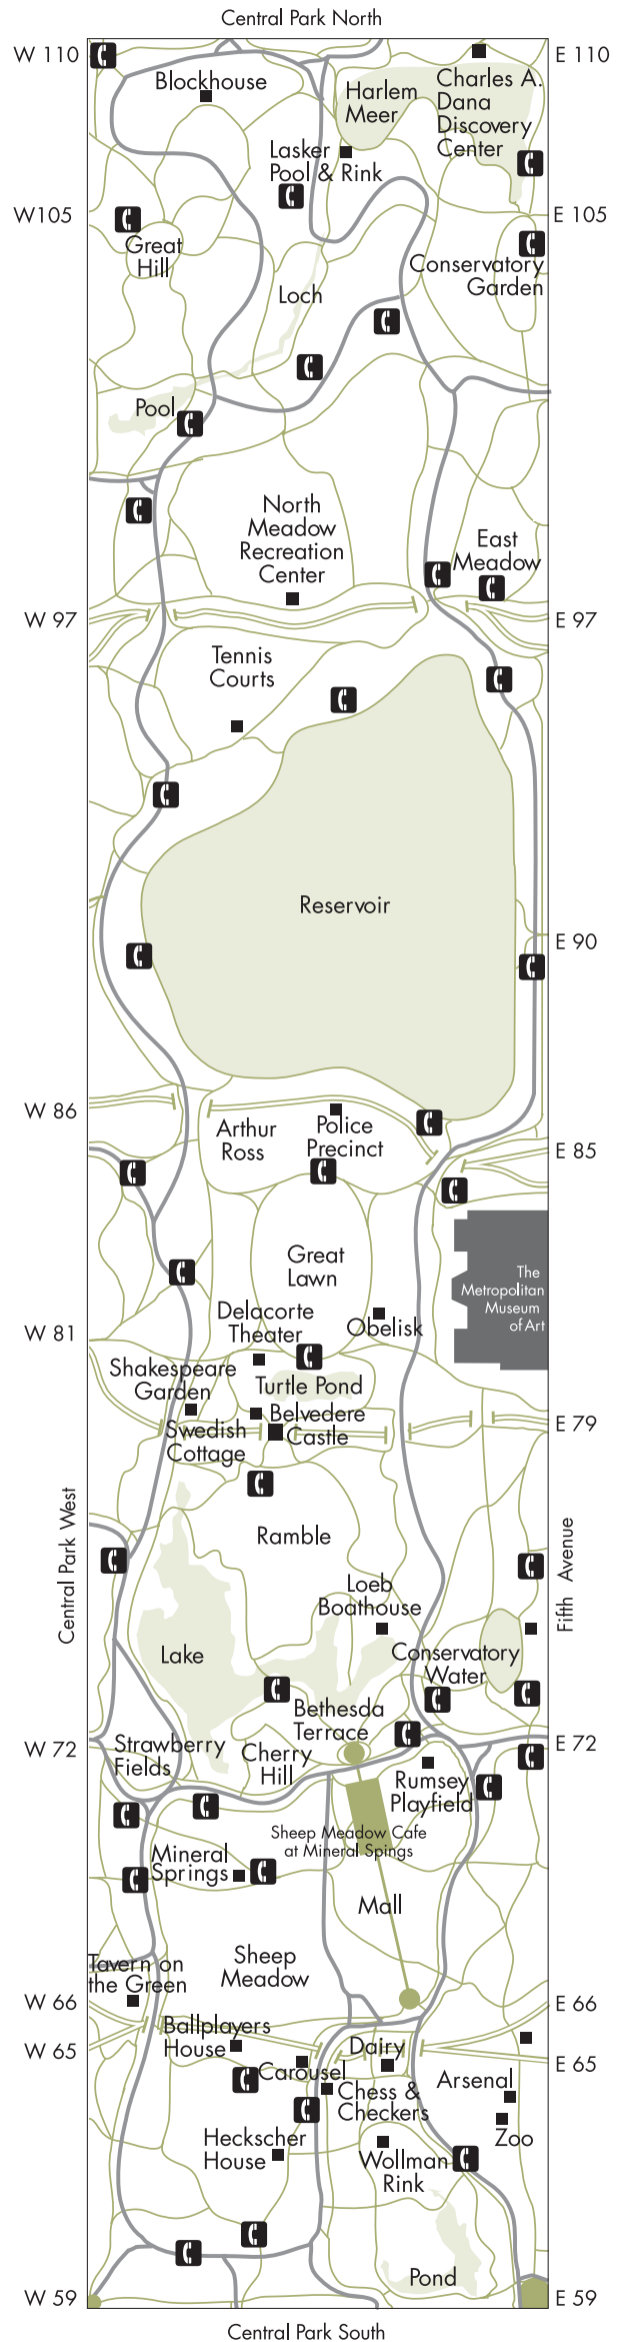 Central Park North
W 110
E 110
Blockhouse
Charles A.
Dana
Discovery
Center
Harlem
Meer
Lasker
Pool & Rink
W105
E 105
Great
Hill
Conservatory
Garden
Loch
Pool
North
Meadow
Recreation
Center
East
Meadow
W 97
E 97
Tennis
Courts
Reservoir
E 90
W 86
Arthur
Ross
Police
Precinct
E 85
Great
Lawn
The
Metropolitan
Museum
of Art
Delacorte
Theater
Obelisk
W 81
Shakespeare
Garden
Turtle Pond
Belvedere
Castle
E 79
Swedish
Cottage
Central Park West
Ramble
Fifth Avenue
Loeb
Boathouse
Lake
Conservatory
Water
Bethesda
Terrace
W 72
E 72
Strawberry
Fields
Cherry
Hill
Rumsey
Playfield
Sheep Meadow Cafe
at Mineral Spings
Mineral
Springs
Mall
Sheep
Meadow
Tavern on
the Green
W 66
E 66
Ballplayers
House
W 65
E 65
Dairy
Carousel
Arsenal
Chess &
Checkers
Zoo
Heckscher
House
Wollman
Rink
Pond
W 59
E 59
Central Park South